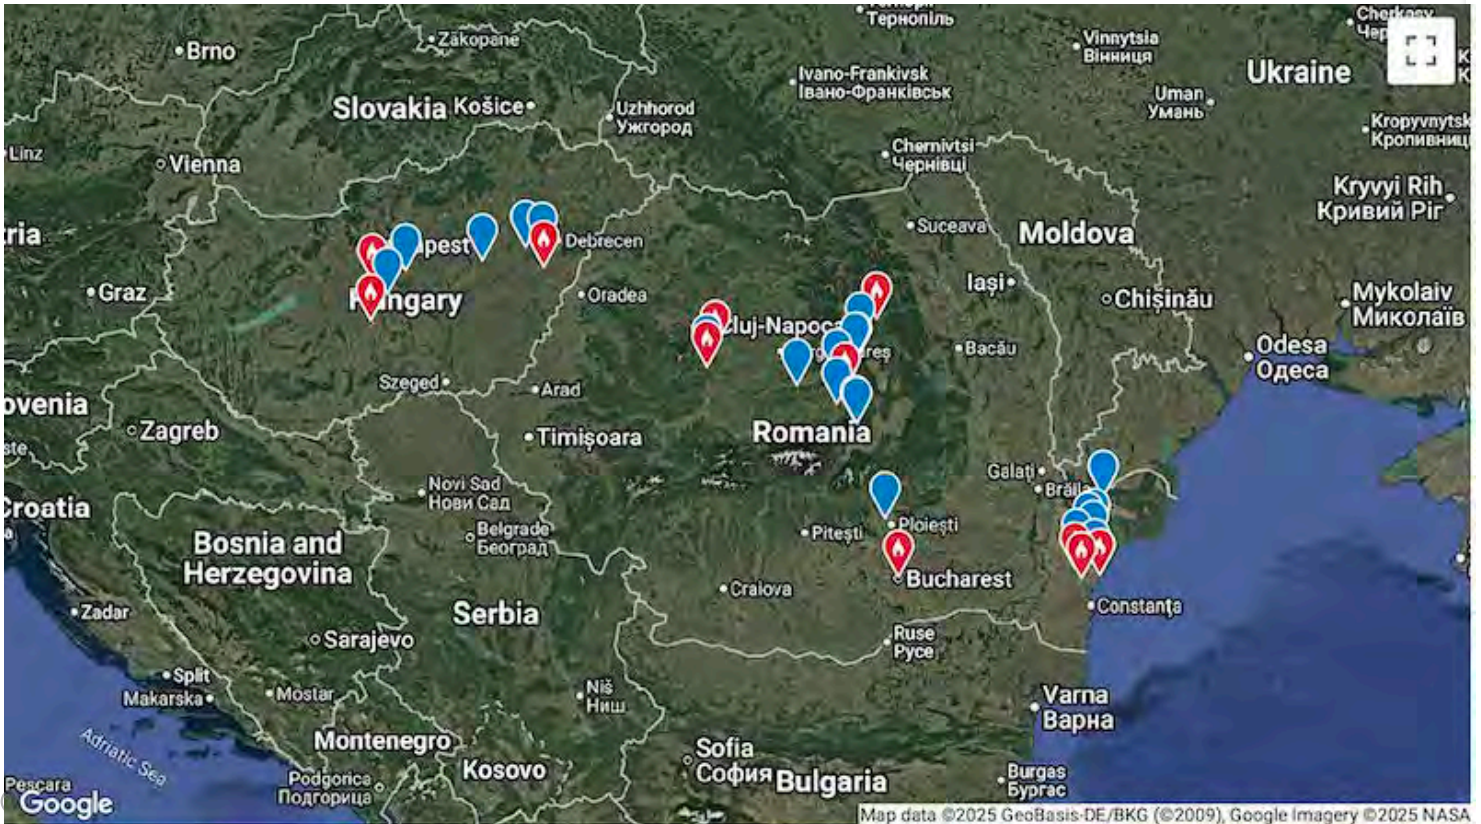 Тернопіль
Cherkasy
Brno
Zakopane
Vinnytsia
Вінниця
Ukraine
Ivano-Frankivsk
Івано-Франківськ
Slovakia
Košice
Uzhhorod
Ужгород
Uman
Умань
Kropyvnytsk
Кропивниц
Linz
Vienna
Chernivtsi
Чернівці
Kryvyi Rih
Кривий Ріг
tria
pest
Debrecen
Suceava
Moldova
Graz
Hungary
Oradea
Iași
Chișinău
Mykolaiv
Миколаїв
Cluj-Napoca
Bacău
Odesa
Одеса
Szeged
Arad
ovenia
Zagreb
Timișoara
Romania
ste
Galați
Brăila
Novi Sad
Нови Сад
Croatia
Belgrade
Београд
Pitești
Ploiești
Bosnia and
Herzegovina
Bucharest
Craiova
Constanța
Zadar
Serbia
Sarajevo
Ruse
Русе
Split
Makarska
Mostar
Niš
Ниш
Varna
Варна
Adriatic Sea
Montenegro
Kosovo
Sofia
София
Bulgaria
Podgorica
Подгорица
Burgas
Бургас
Pescara
Google
Map data ©2025 GeoBasis-DE/BKG (©2009), Google Imagery ©2025 NASA